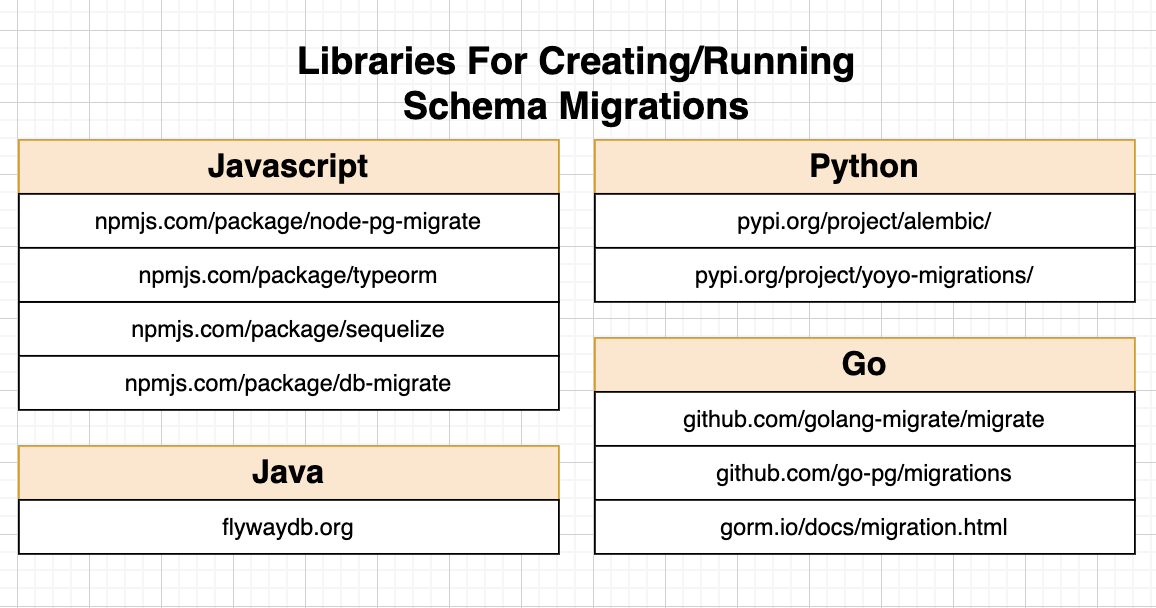 Libraries For Creating/Running
Schema Migrations
Javascript
npmjs.com/package/node-pg-migrate
npmjs.com/package/typeorm
npmjs.com/package/sequelize
npmjs.com/package/db-migrate
Java
flywaydb.org
Python
pypi.org/project/alembic/
pypi.org/project/yoyo-migrations/
Go
github.com/golang-migrate/migrate
github.com/go-pg/migrations
gorm.io/docs/migration.html